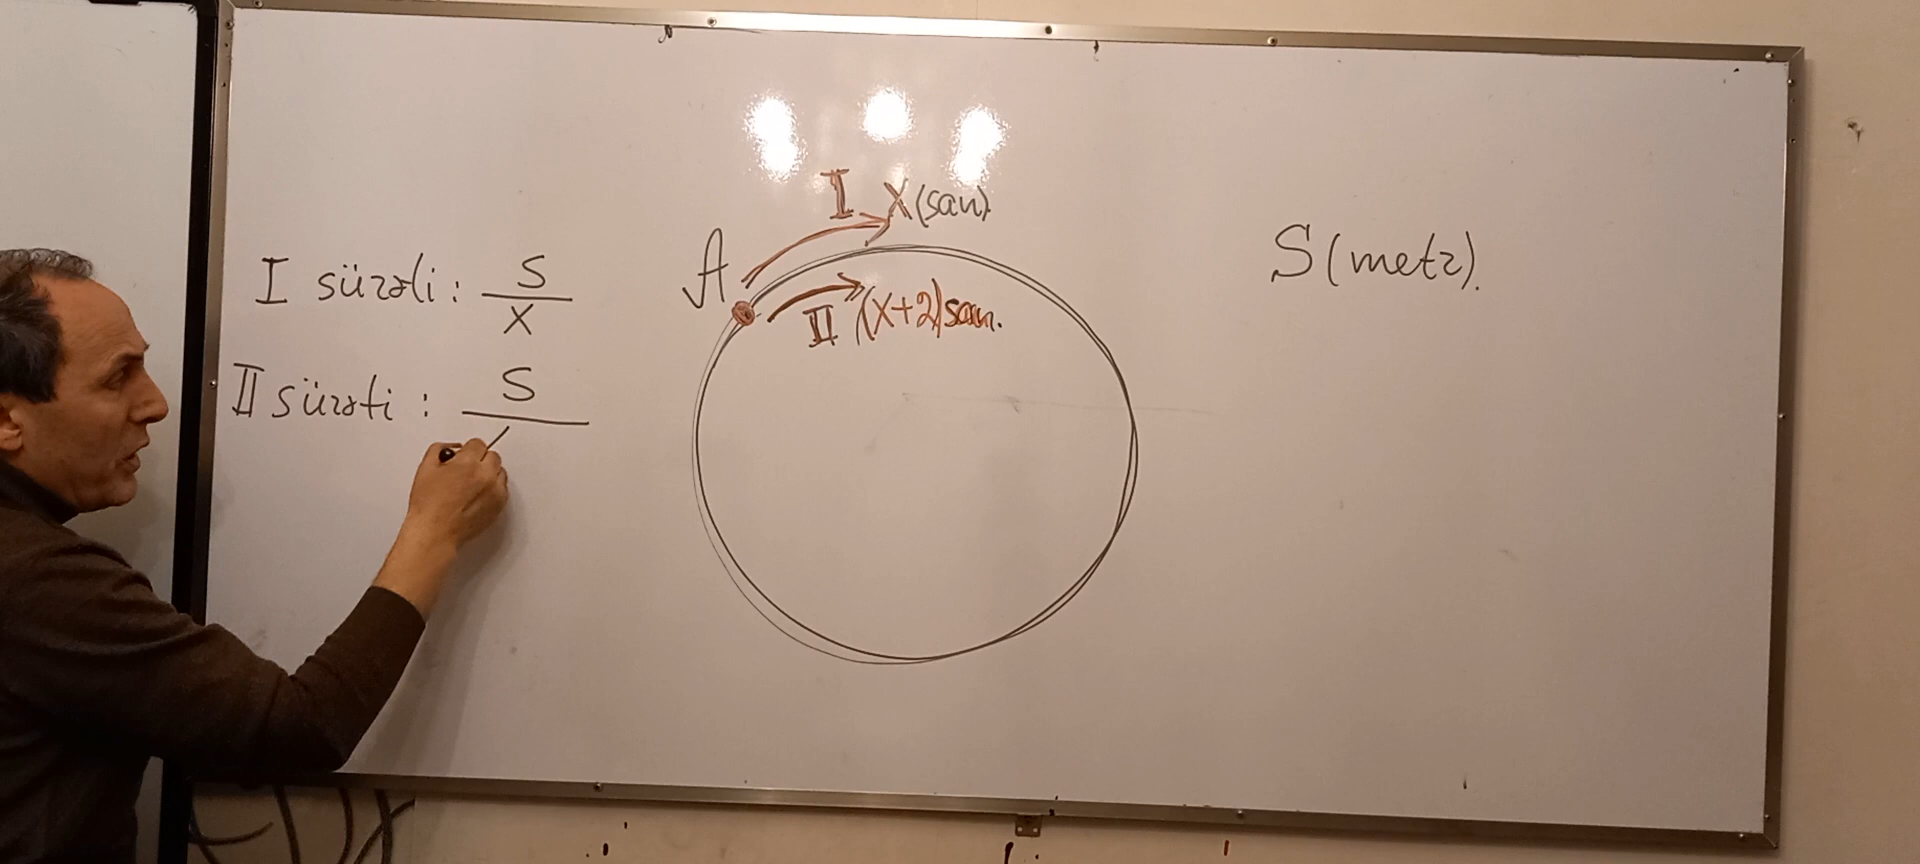 I sürəti: S/X
II sürəti: S/
A
I X(san)
II (X+2)san.
S(metr).